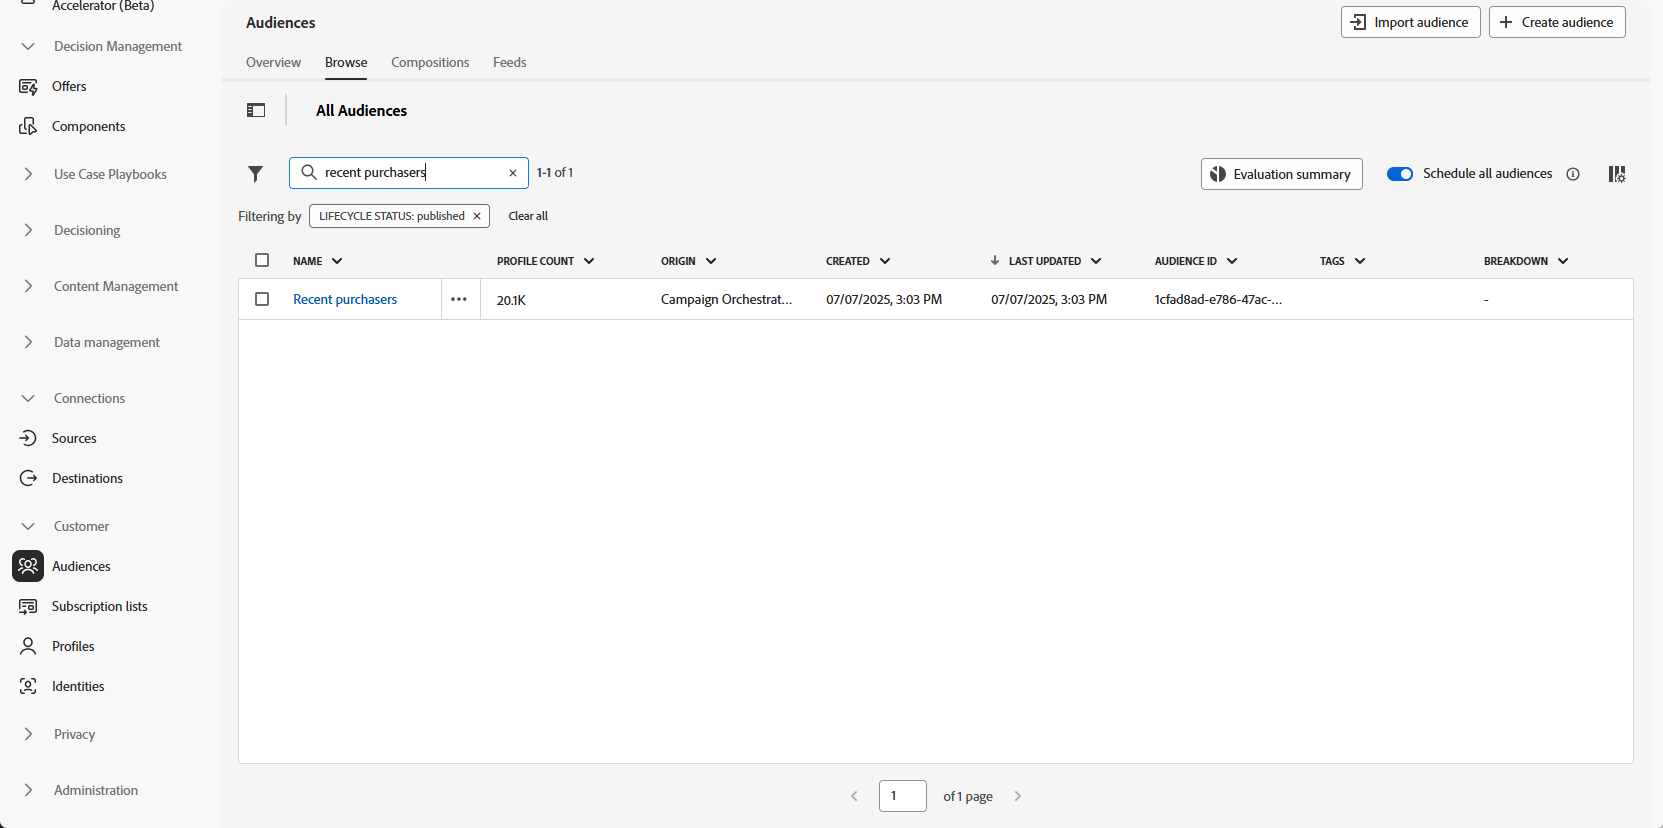 Accelerator (Beta)
Decision Management
Offers
Components
Use Case Playbooks
Decisioning
Content Management
Data management
Connections
Sources
Destinations
Customer
Audiences
Subscription lists
Profiles
Identities
Privacy
Administration
Audiences
Import audience
Create audience
Overview
Browse
Compositions
Feeds
All Audiences
recent purchasers
1-1 of 1
Evaluation summary
Schedule all audiences
Filtering by
LIFECYCLE STATUS: published
Clear all
NAME
PROFILE COUNT
ORIGIN
CREATED
LAST UPDATED
AUDIENCE ID
TAGS
BREAKDOWN
Recent purchasers
20.1K
Campaign Orchestrat...
07/07/2025, 3:03 PM
07/07/2025, 3:03 PM
1cfad8ad-e786-47ac-...
-
1
of 1 page